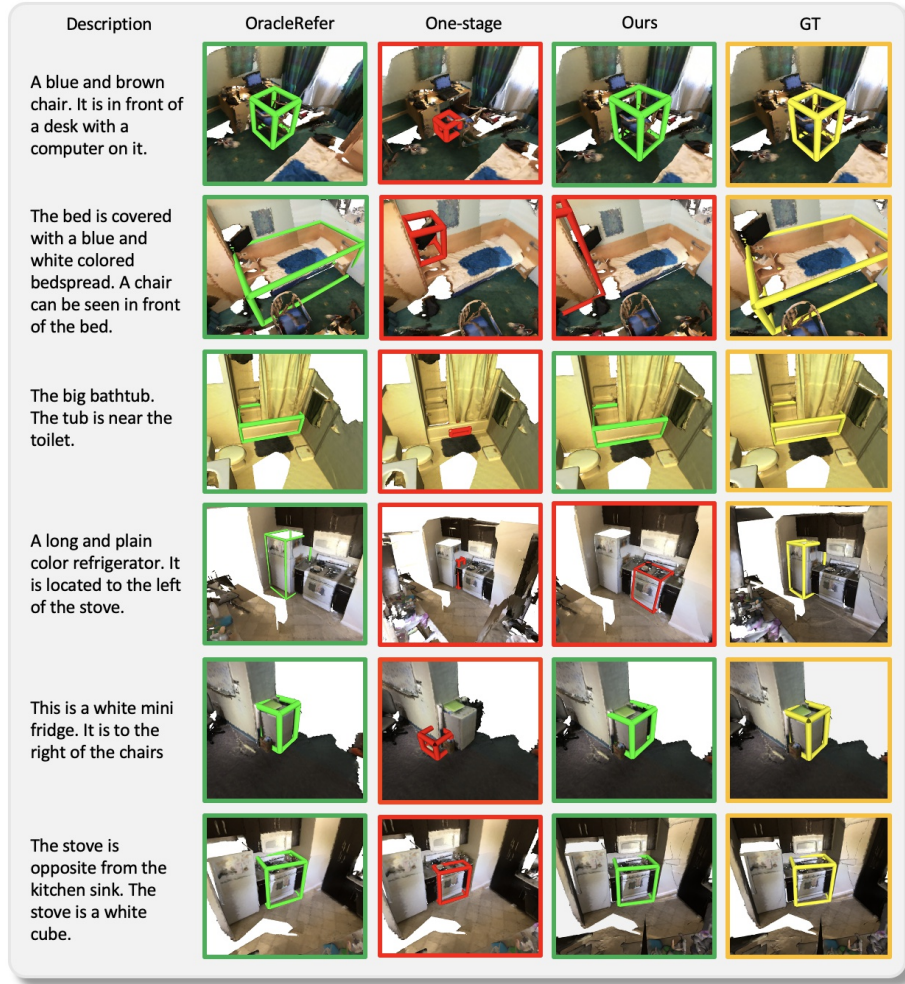 Description OracleRefer One-stage Ours GT
A blue and brown
chair. It is in front of
a desk with a
computer on it.
The bed is covered
with a blue and
white colored
bedspread. A chair
can be seen in front
of the bed.
The big bathtub.
The tub is near the
toilet.
A long and plain
color refrigerator. It
is located to the left
of the stove.
This is a white mini
fridge. It is to the
right of the chairs
The stove is
opposite from the
kitchen sink. The
stove is a white
cube.